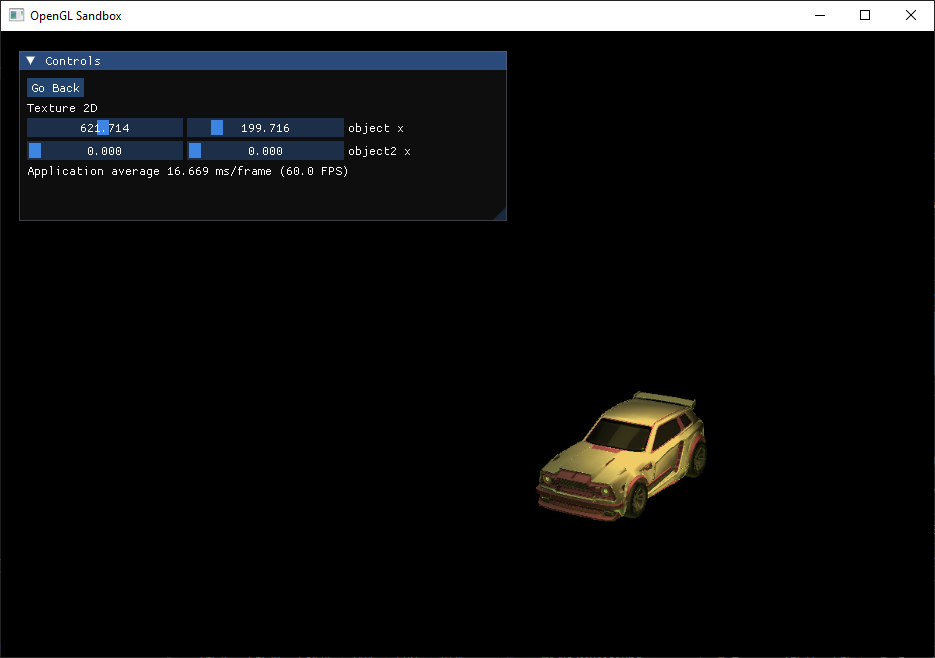 OpenGL Sandbox
Controls
Go Back
Texture 2D
621.714 199.716 object x
0.000 0.000 object2 x
Application average 16.669 ms/frame (60.0 FPS)